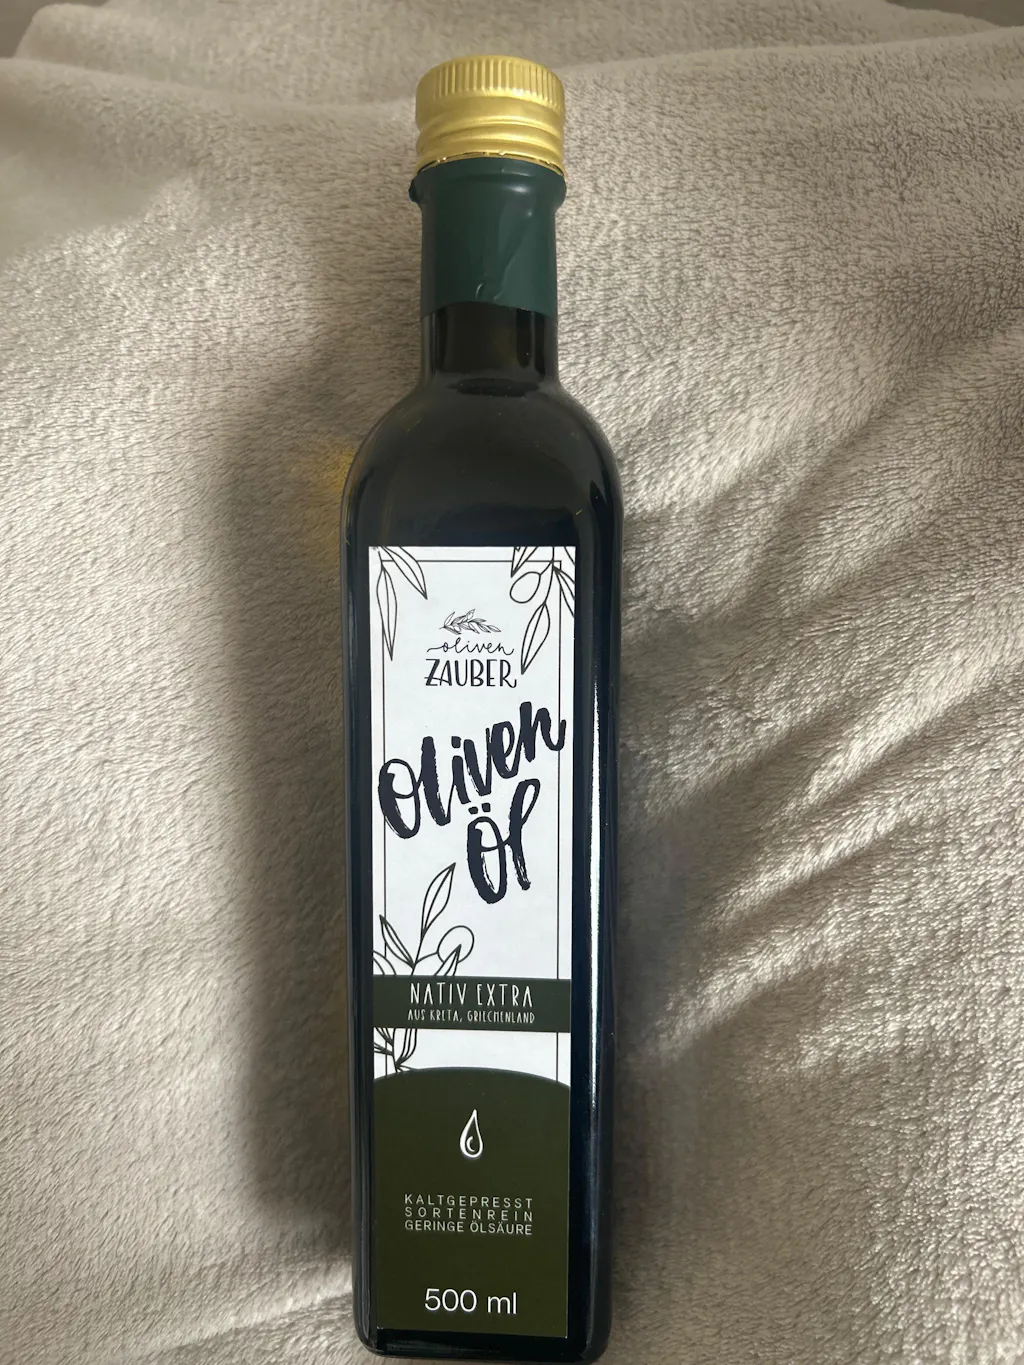 oliven
ZAUBER
Oliven
Öl
NATIV EXTRA
AUS KRETA, GRIECHENLAND
KALTGEPRESST
SORTENREIN
GERINGE ÖLSÄURE
500 ml